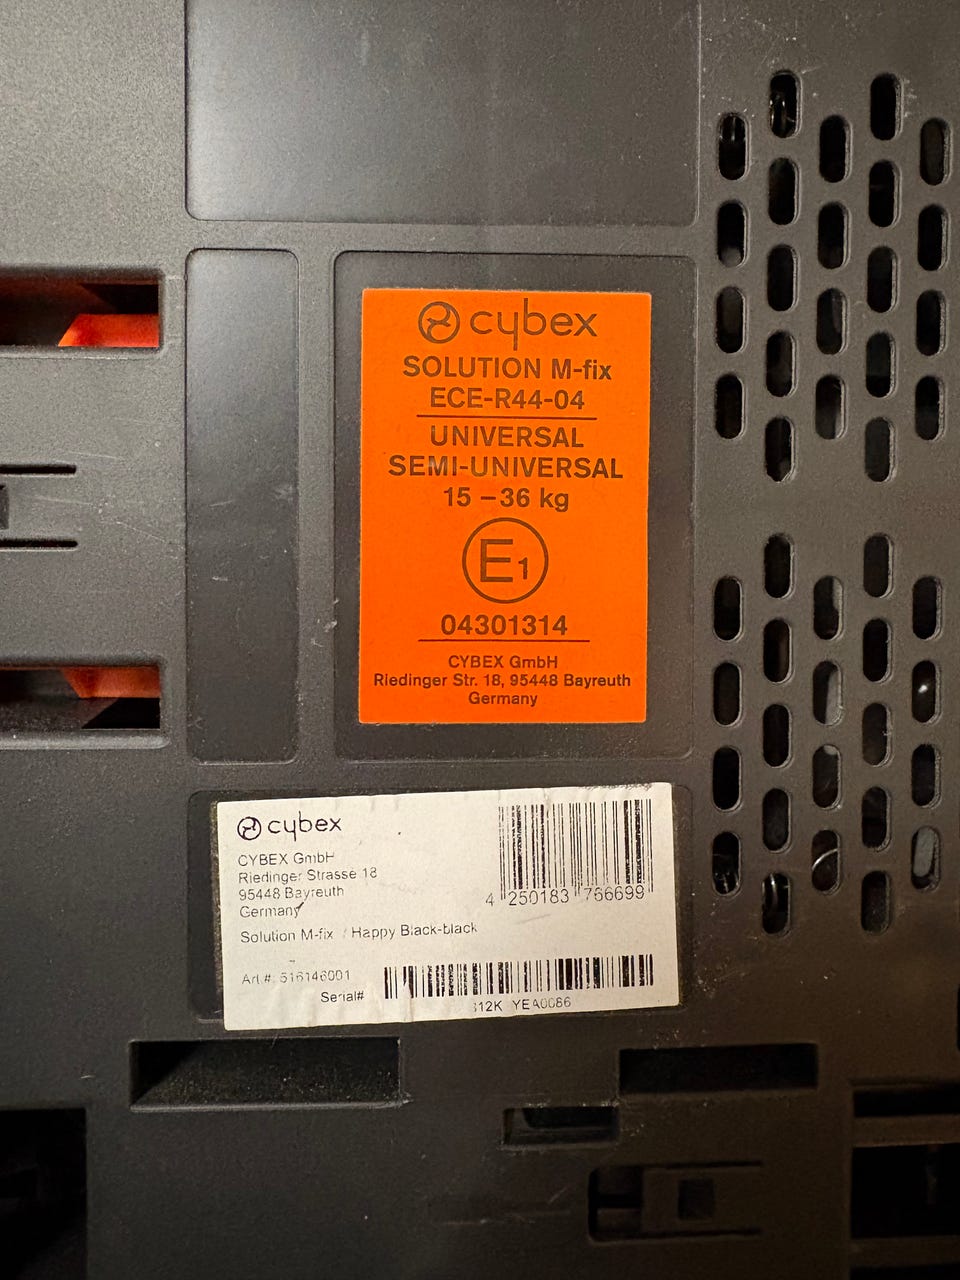 cybex
SOLUTION M-fix
ECE-R44-04
UNIVERSAL
SEMI-UNIVERSAL
15 – 36 kg
E1
04301314
CYBEX GmbH
Riedinger Str. 18, 95448 Bayreuth
Germany
cybex
CYBEX GmbH
Riedinger Strasse 18
95448 Bayreuth
Germany
4 250183 766699
Solution M-fix / Happy Black-black
Art.#: 516146001
Serial#
YEA0086